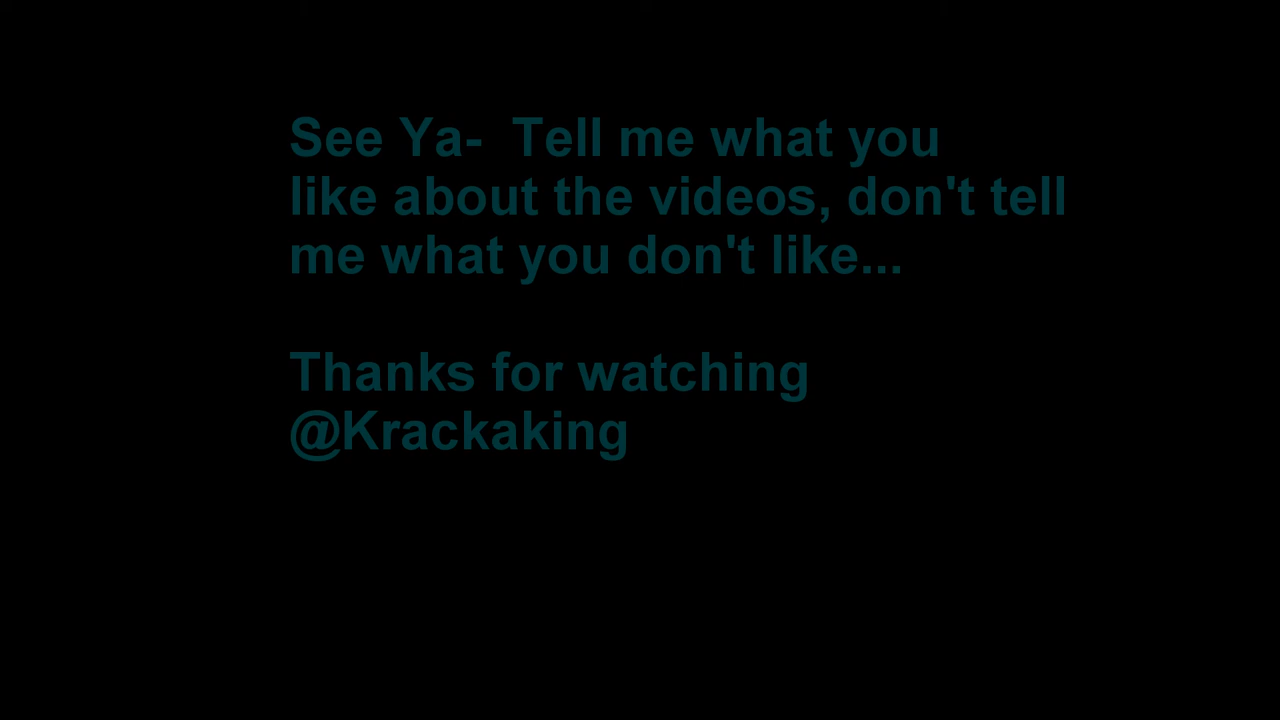 See Ya-  Tell me what you
like about the videos, don't tell
me what you don't like...
Thanks for watching
@Krackaking